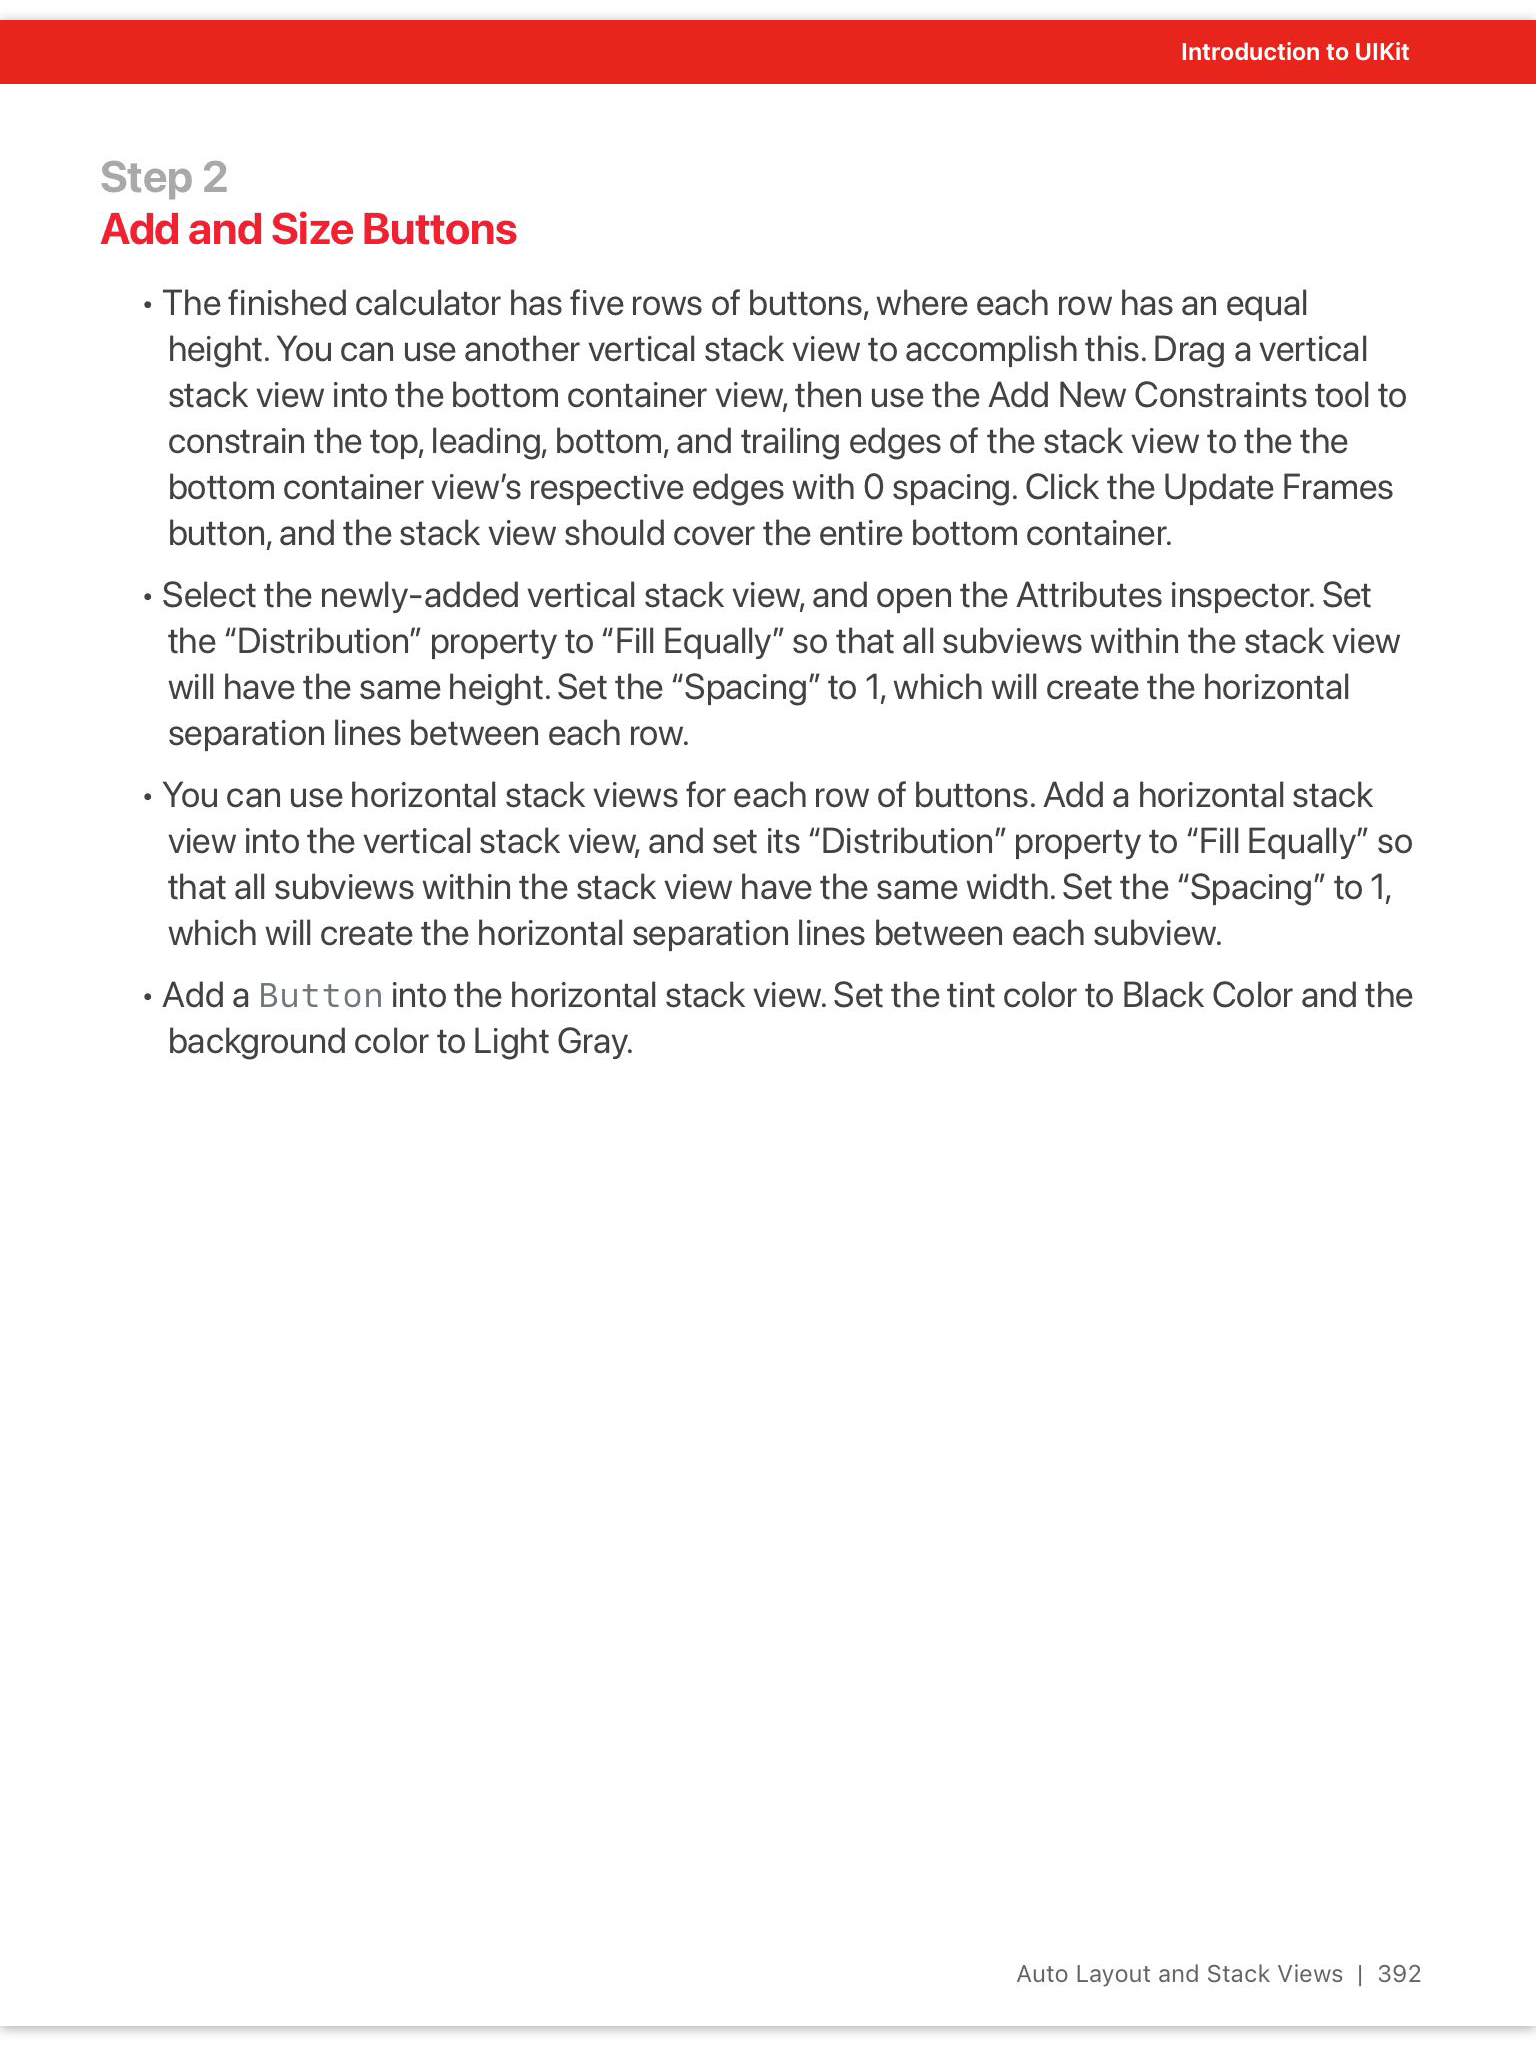 Introduction to UIKit
Step 2
Add and Size Buttons
• The finished calculator has five rows of buttons, where each row has an equal
height. You can use another vertical stack view to accomplish this. Drag a vertical
stack view into the bottom container view, then use the Add New Constraints tool to
constrain the top, leading, bottom, and trailing edges of the stack view to the the
bottom container view’s respective edges with 0 spacing. Click the Update Frames
button, and the stack view should cover the entire bottom container.
• Select the newly-added vertical stack view, and open the Attributes inspector. Set
the “Distribution” property to “Fill Equally” so that all subviews within the stack view
will have the same height. Set the “Spacing” to 1, which will create the horizontal
separation lines between each row.
• You can use horizontal stack views for each row of buttons. Add a horizontal stack
view into the vertical stack view, and set its “Distribution” property to “Fill Equally” so
that all subviews within the stack view have the same width. Set the “Spacing” to 1,
which will create the horizontal separation lines between each subview.
• Add a Button into the horizontal stack view. Set the tint color to Black Color and the
background color to Light Gray.
Auto Layout and Stack Views | 392